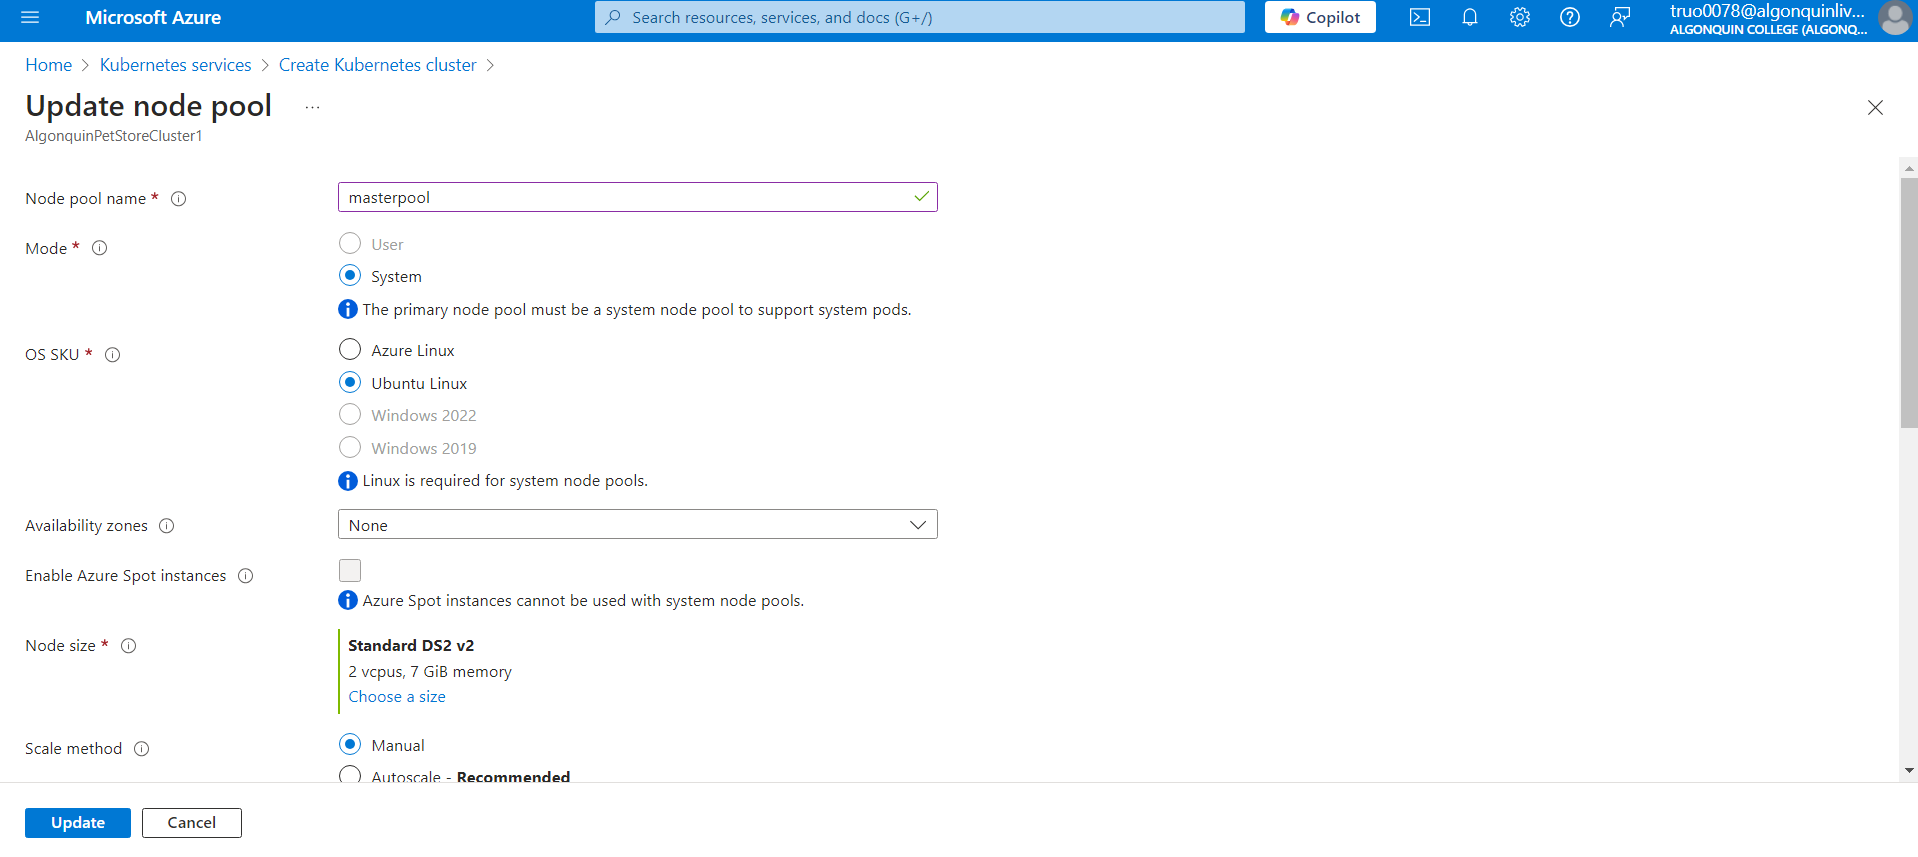 Microsoft Azure
Search resources, services, and docs (G+/)
Copilot
truo0078@algonquinliv...
ALGONQUIN COLLEGE (ALGONQ...
Home > Kubernetes services > Create Kubernetes cluster >
Update node pool ...
AlgonquinPetStoreCluster1
Node pool name *
masterpool
Mode *
User
System
The primary node pool must be a system node pool to support system pods.
OS SKU *
Azure Linux
Ubuntu Linux
Windows 2022
Windows 2019
Linux is required for system node pools.
Availability zones
None
Enable Azure Spot instances
Azure Spot instances cannot be used with system node pools.
Node size *
Standard DS2 v2
2 vcpus, 7 GiB memory
Choose a size
Scale method
Manual
Autoscale - Recommended
Update
Cancel